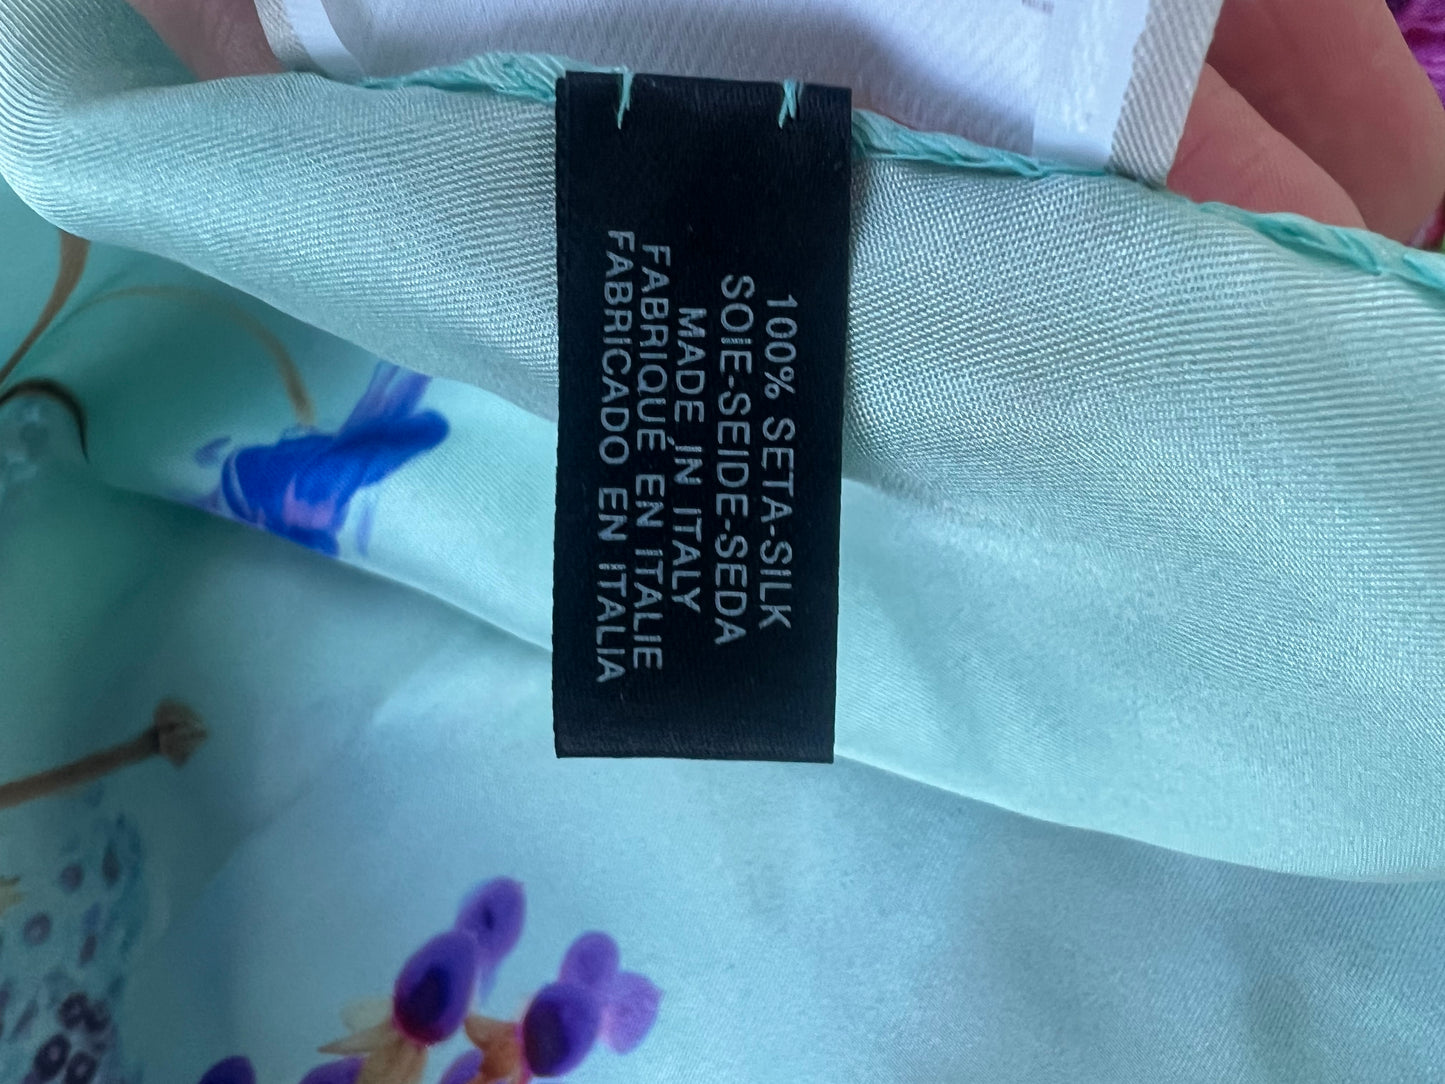 100% SETA-SILK
SOIE-SEIDE-SEDA
MADE IN ITALY
FABRIQUÉ EN ITALIE
FABRICADO EN ITALIA